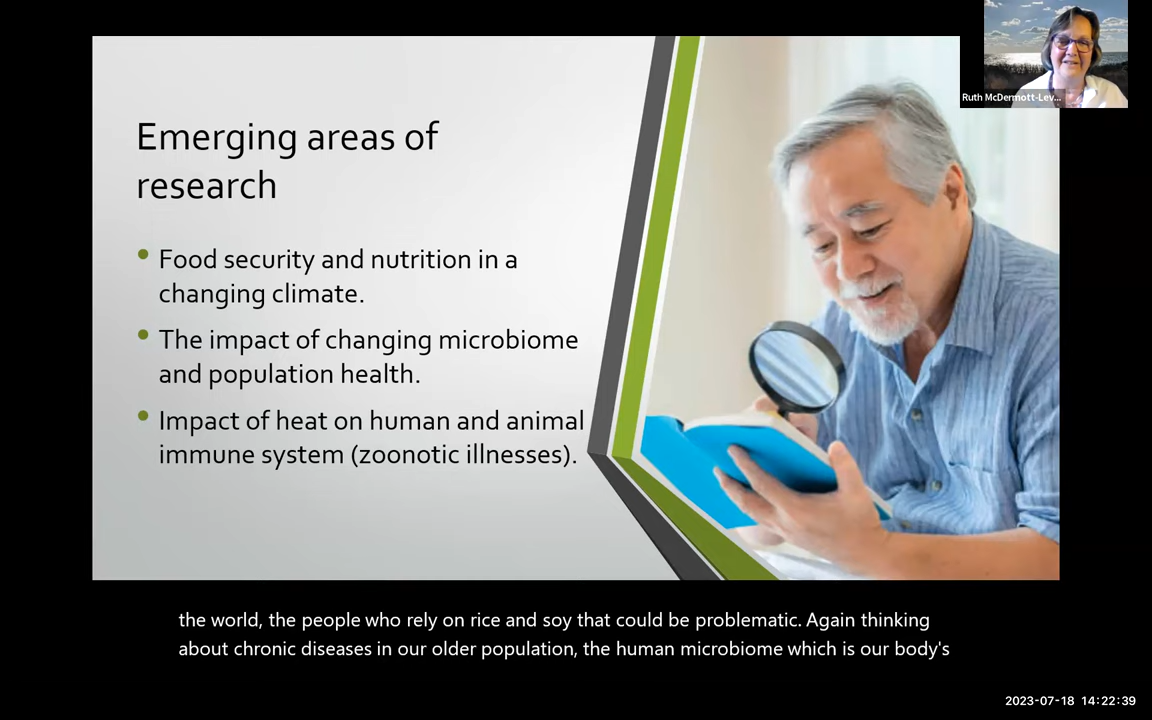 Ruth McDermott-Lev...
Emerging areas of
research
• Food security and nutrition in a
changing climate.
• The impact of changing microbiome
and population health.
• Impact of heat on human and animal
immune system (zoonotic illnesses).
the world, the people who rely on rice and soy that could be problematic. Again thinking
about chronic diseases in our older population, the human microbiome which is our body's
2023-07-18 14:22:39